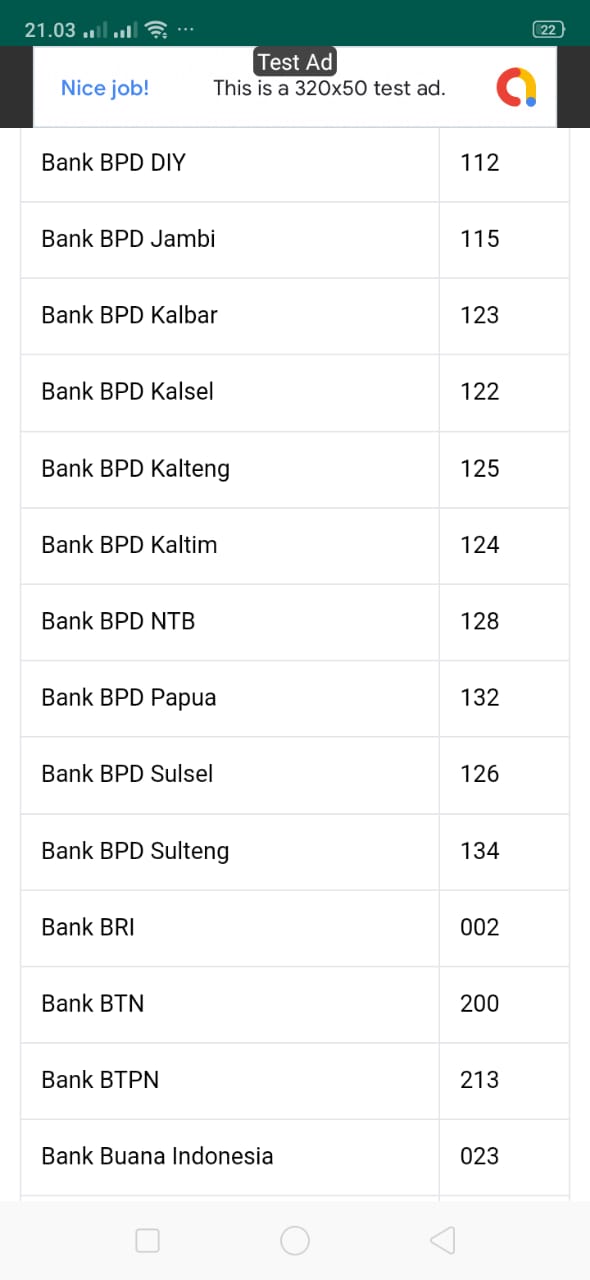 21.03 ... 22
Test Ad
Nice job! This is a 320x50 test ad.
Bank BPD DIY 112
Bank BPD Jambi 115
Bank BPD Kalbar 123
Bank BPD Kalsel 122
Bank BPD Kalteng 125
Bank BPD Kaltim 124
Bank BPD NTB 128
Bank BPD Papua 132
Bank BPD Sulsel 126
Bank BPD Sulteng 134
Bank BRI 002
Bank BTN 200
Bank BTPN 213
Bank Buana Indonesia 023